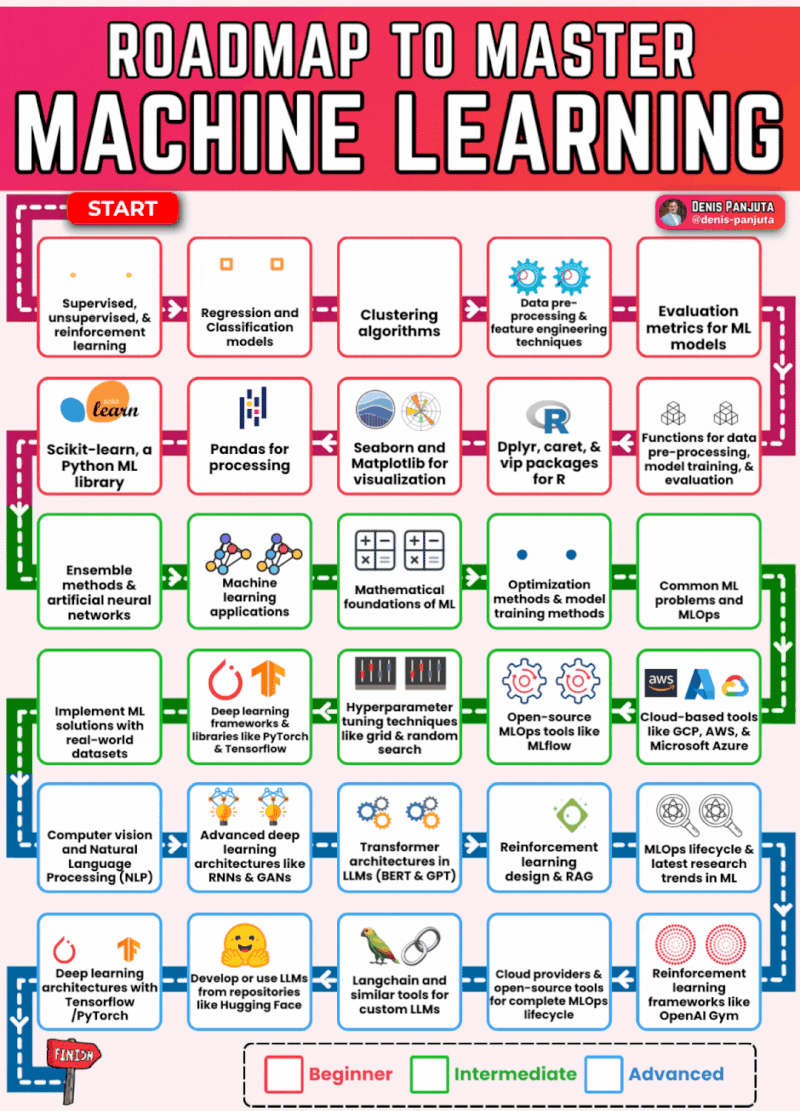 ROADMAP TO MASTER
MACHINE LEARNING
START
DENIS PANJUTA
@denis-panjuta
Supervised,
unsupervised, &
reinforcement
learning
Regression and
Classification
models
Clustering
algorithms
Data pre-
processing &
feature engineering
techniques
Evaluation
metrics for ML
models
scikit
learn
Scikit-learn, a
Python ML
library
Pandas for
processing
Seaborn and
Matplotlib for
visualization
R
Dplyr, caret, &
vip packages
for R
Functions for data
pre-processing,
model training, &
evaluation
Ensemble
methods &
artificial neural
networks
Machine
learning
applications
Mathematical
foundations of ML
Optimization
methods & model
training methods
Common ML
problems and
MLOps
Implement ML
solutions with
real-world
datasets
Deep learning
frameworks &
libraries like PyTorch
& Tensorflow
Hyperparameter
tuning techniques
like grid & random
search
Open-source
MLOps tools like
MLflow
aws
Cloud-based tools
like GCP, AWS, &
Microsoft Azure
Computer vision
and Natural
Language
Processing (NLP)
Advanced deep
learning
architectures like
RNNs & GANs
Transformer
architectures in
LLMs (BERT & GPT)
Reinforcement
learning
design & RAG
MLOps lifecycle &
latest research
trends in ML
Deep learning
architectures with
Tensorflow
/PyTorch
Develop or use LLMs
from repositories
like Hugging Face
Langchain and
similar tools for
custom LLMs
Cloud providers &
open-source tools
for complete MLOps
lifecycle
Reinforcement
learning
frameworks like
OpenAI Gym
FINISH
Beginner
Intermediate
Advanced